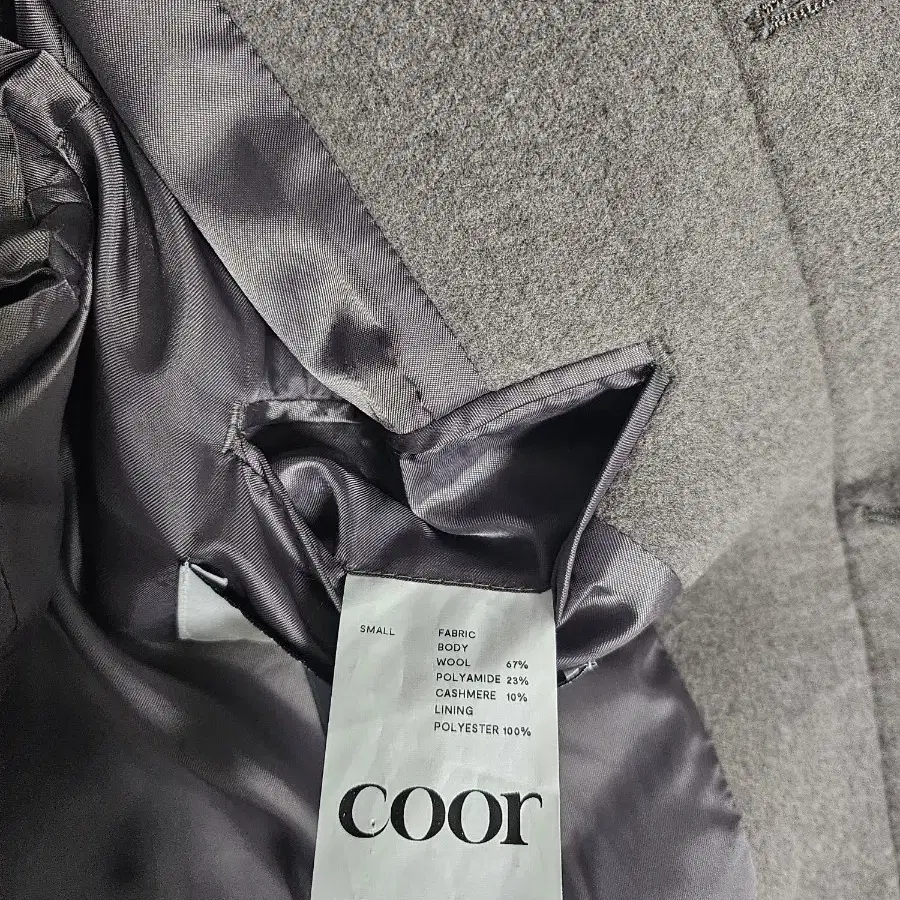 SMALL
FABRIC
BODY
WOOL 67%
POLYAMIDE 23%
CASHMERE 10%
LINING
POLYESTER 100%
coor